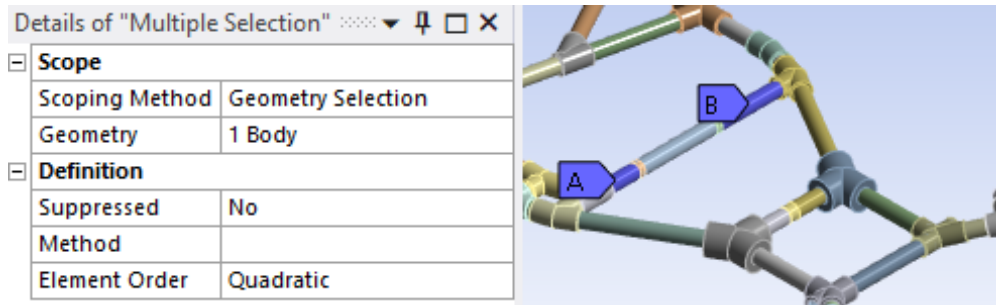 Details of "Multiple Selection"
Scope
Scoping Method Geometry Selection
Geometry 1 Body
Definition
Suppressed No
Method
Element Order Quadratic
B
A